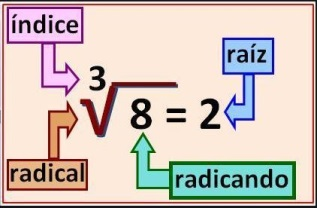 índice
raíz
3
√8 = 2
radical
radicando